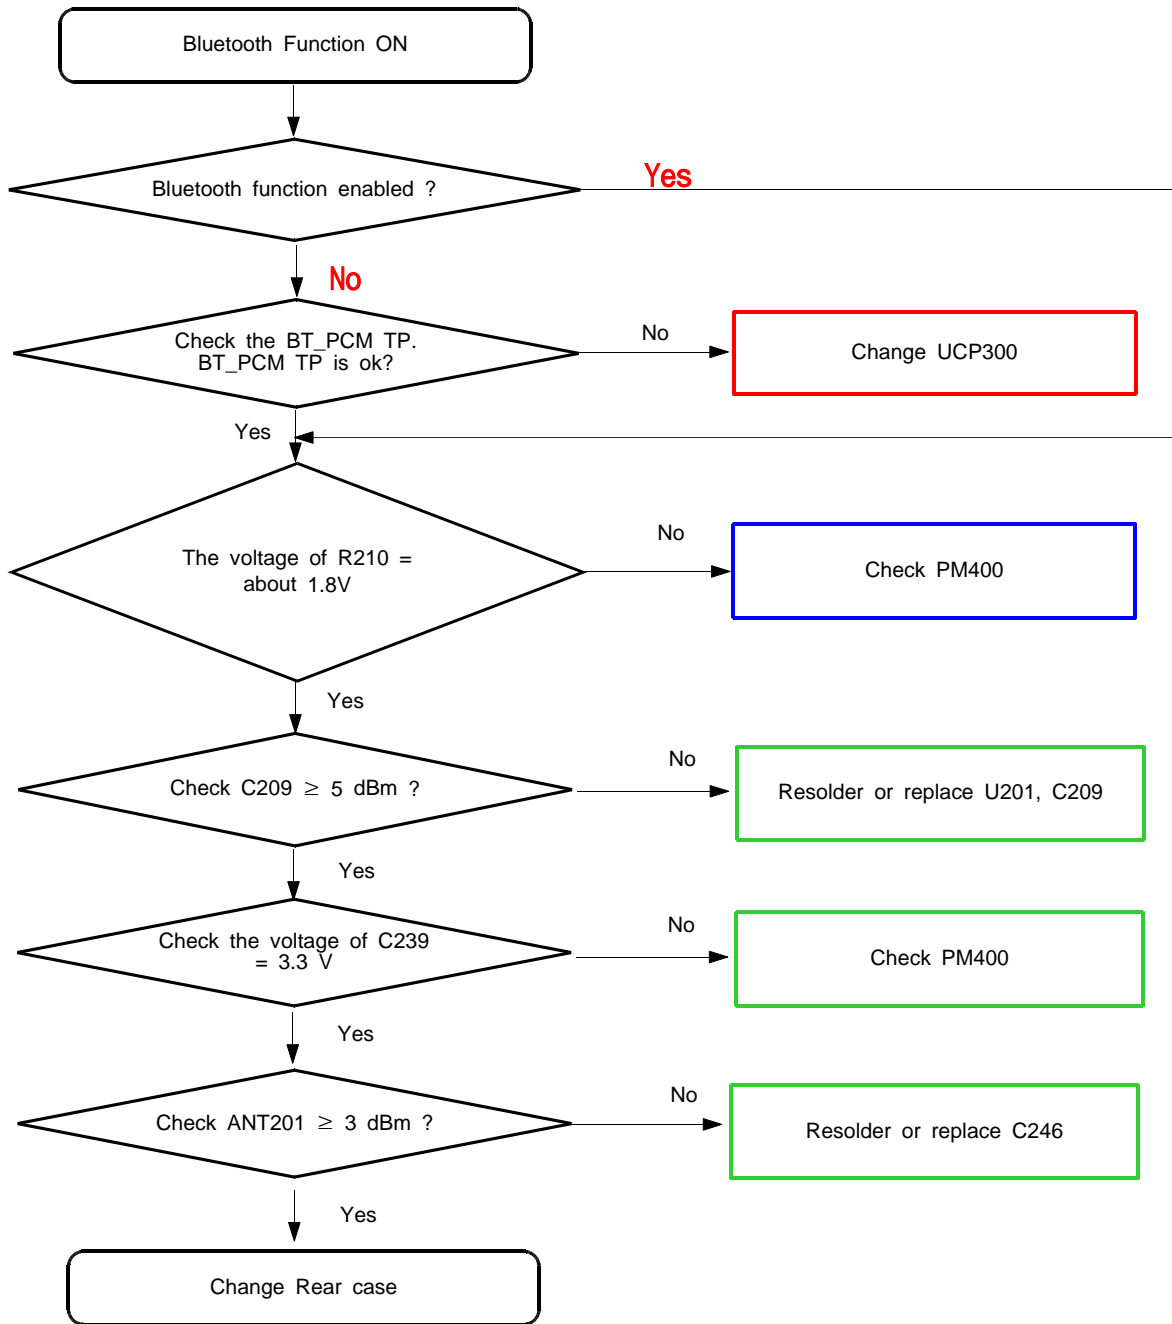 Bluetooth Function ON
Bluetooth function enabled ?
Yes
No
Check the BT_PCM TP.
BT_PCM TP is ok?
No
Change UCP300
Yes
The voltage of R210 =
about 1.8V
No
Check PM400
Yes
Check C209 ≥ 5 dBm ?
No
Resolder or replace U201, C209
Yes
Check the voltage of C239
= 3.3 V
No
Check PM400
Yes
Check ANT201 ≥ 3 dBm ?
No
Resolder or replace C246
Yes
Change Rear case